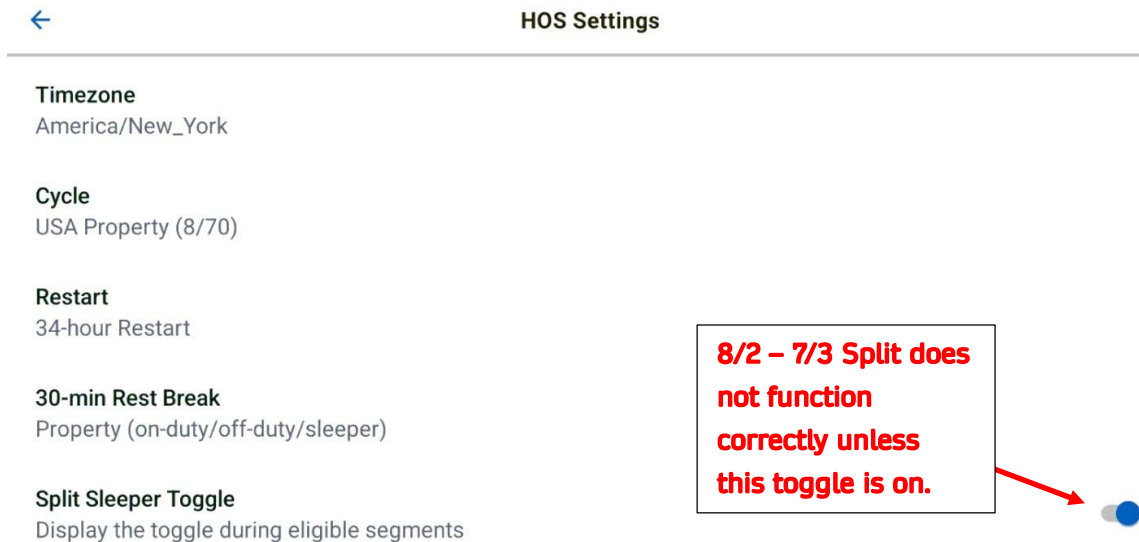 HOS Settings
Timezone
America/New_York
Cycle
USA Property (8/70)
Restart
34-hour Restart
30-min Rest Break
Property (on-duty/off-duty/sleeper)
Split Sleeper Toggle
Display the toggle during eligible segments
8/2 – 7/3 Split does
not function
correctly unless
this toggle is on.